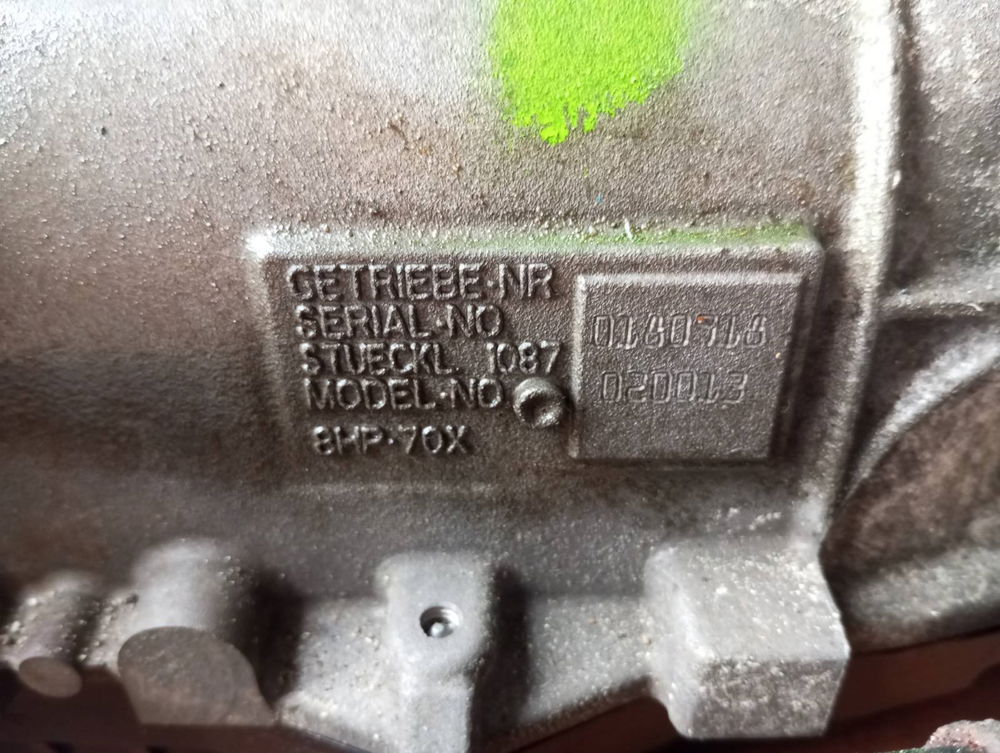 GETRIEBE-NR
SERIAL-NO
STUECKL. 1087
MODEL-NO
8HP-70X
020013